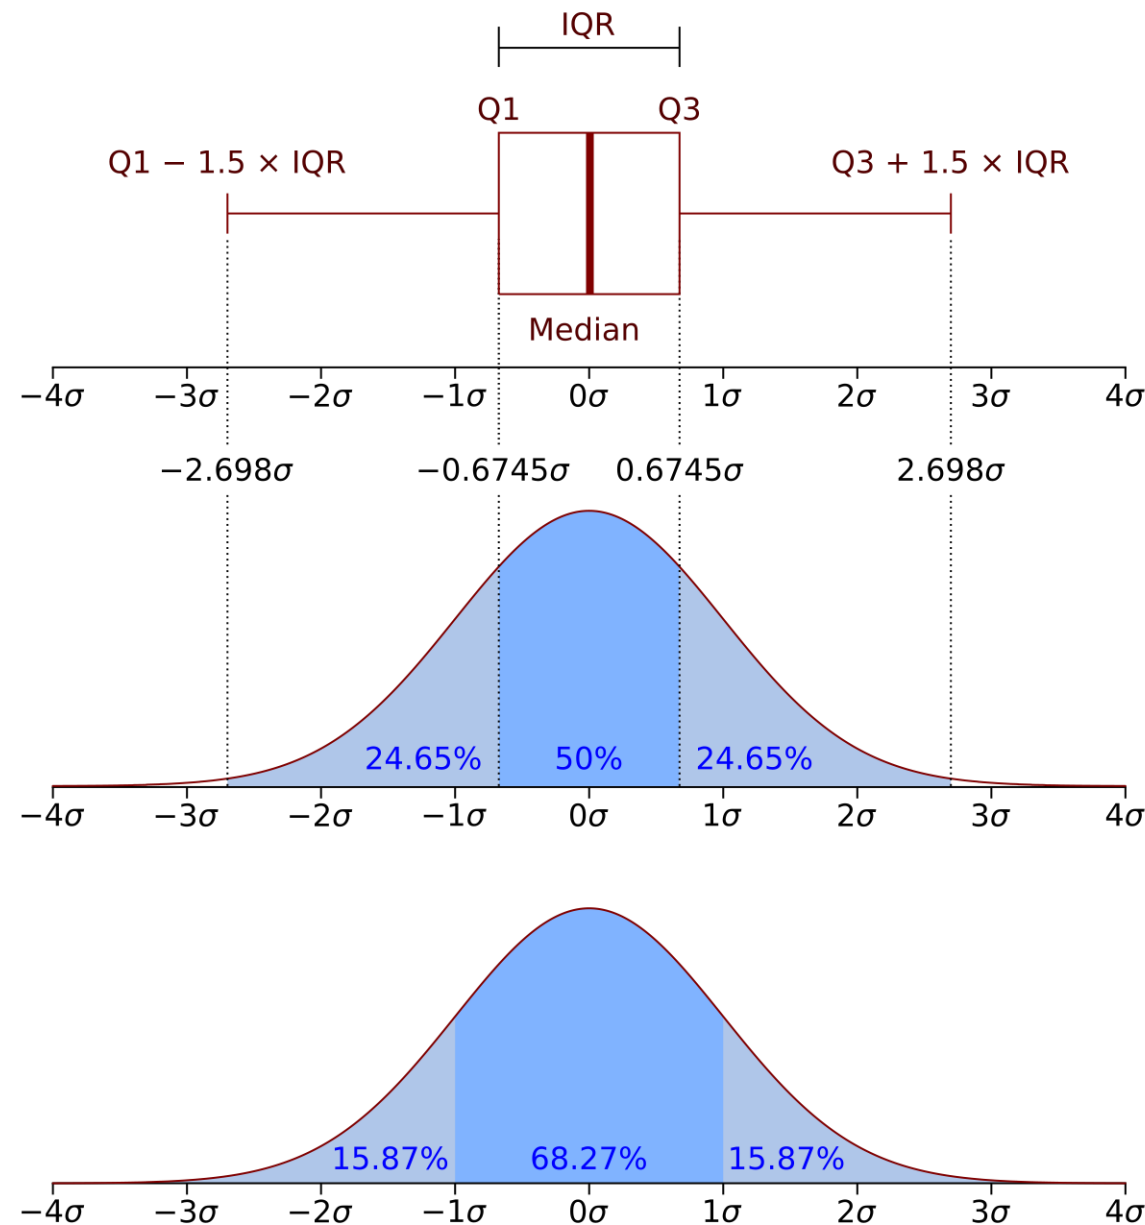 IQR
Q1 Q3
Q1 − 1.5 × IQR Q3 + 1.5 × IQR
Median
−4σ −3σ −2σ −1σ 0σ 1σ 2σ 3σ 4σ
−2.698σ −0.6745σ 0.6745σ 2.698σ
24.65% 50% 24.65%
−4σ −3σ −2σ −1σ 0σ 1σ 2σ 3σ 4σ
15.87% 68.27% 15.87%
−4σ −3σ −2σ −1σ 0σ 1σ 2σ 3σ 4σ